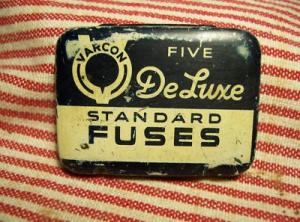 VARCON
FIVE
De Luxe
STANDARD
FUSES